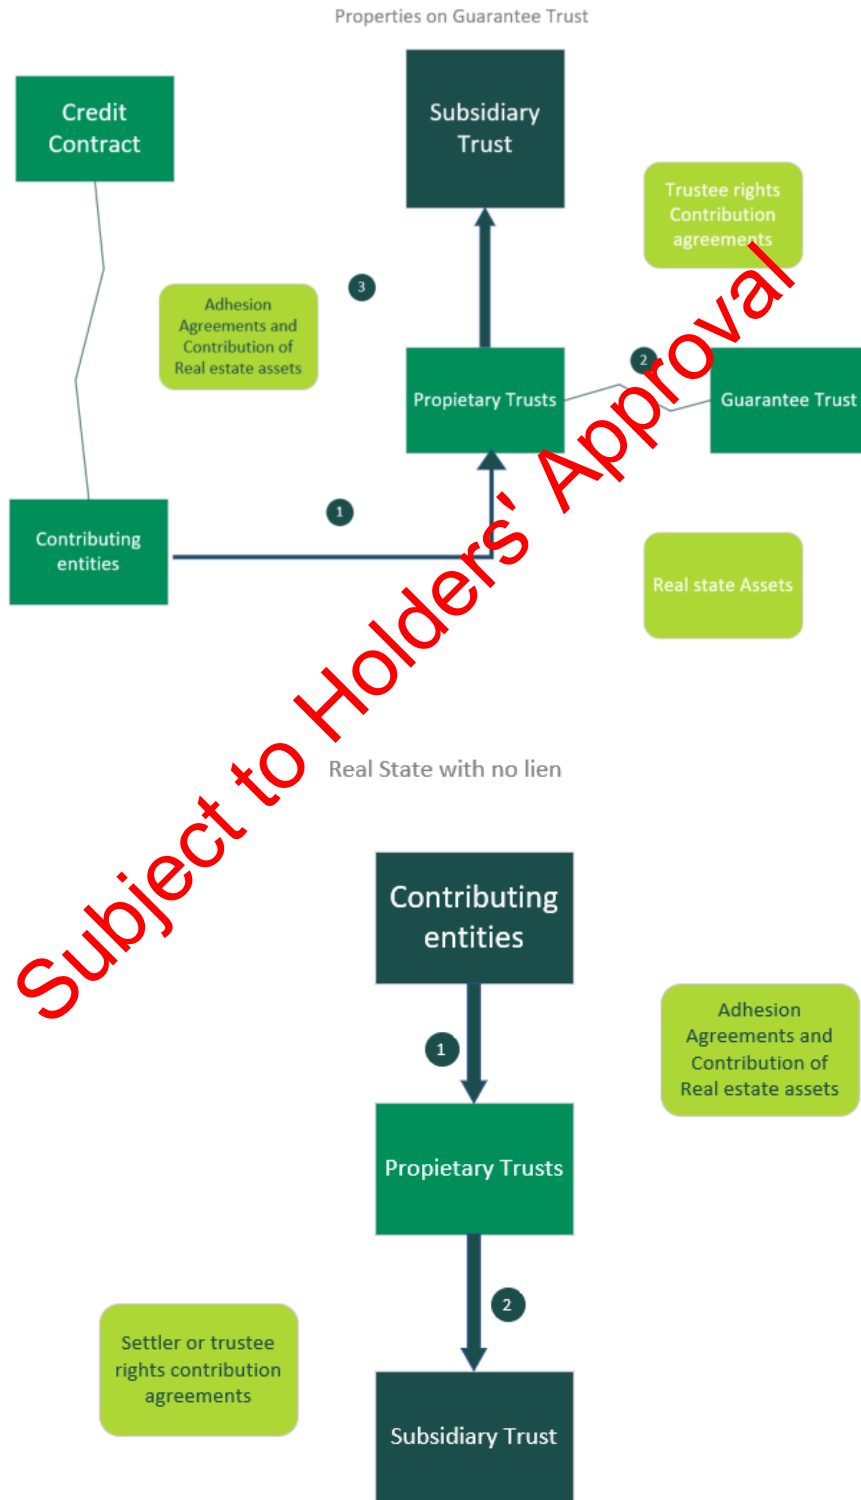 Properties on Guarantee Trust
Credit
Contract
Subsidiary
Trust
Trustee rights
Contribution
agreements
3
Adhesion
Agreements and
Contribution of
Real estate assets
2
Propietary Trusts
Guarantee Trust
1
Contributing
entities
Real state Assets
Subject to Holders' Approval
Real State with no lien
Contributing
entities
1
Adhesion
Agreements and
Contribution of
Real estate assets
Propietary Trusts
2
Settler or trustee
rights contribution
agreements
Subsidiary Trust